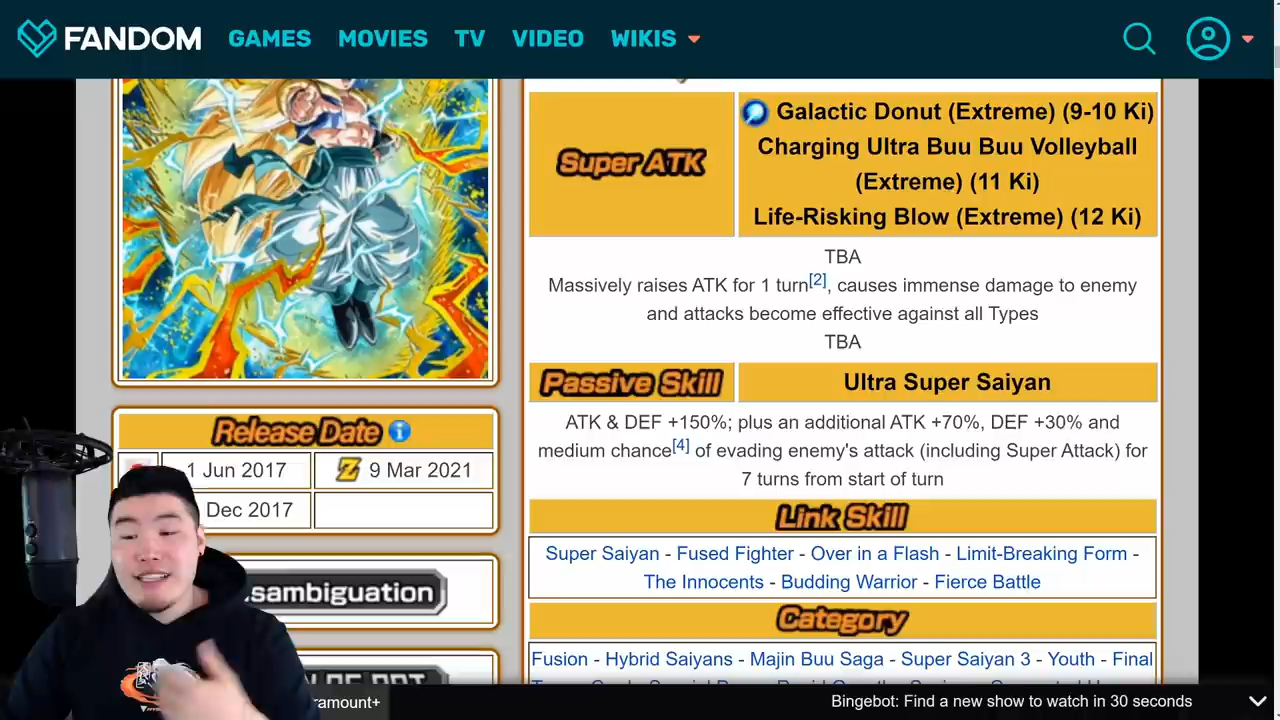 FANDOM GAMES MOVIES TV VIDEO WIKIS
Super ATK
Galactic Donut (Extreme) (9-10 Ki)
Charging Ultra Buu Buu Volleyball
(Extreme) (11 Ki)
Life-Risking Blow (Extreme) (12 Ki)
TBA
Massively raises ATK for 1 turn[2], causes immense damage to enemy
and attacks become effective against all Types
TBA
Passive Skill
Ultra Super Saiyan
ATK & DEF +150%; plus an additional ATK +70%, DEF +30% and
medium chance[4] of evading enemy's attack (including Super Attack) for
7 turns from start of turn
Link Skill
Super Saiyan - Fused Fighter - Over in a Flash - Limit-Breaking Form -
The Innocents - Budding Warrior - Fierce Battle
Category
Fusion - Hybrid Saiyans - Majin Buu Saga - Super Saiyan 3 - Youth - Final
Release Date
1 Jun 2017
Z 9 Mar 2021
Dec 2017
sambiguation
ramount+
Bingebot: Find a new show to watch in 30 seconds